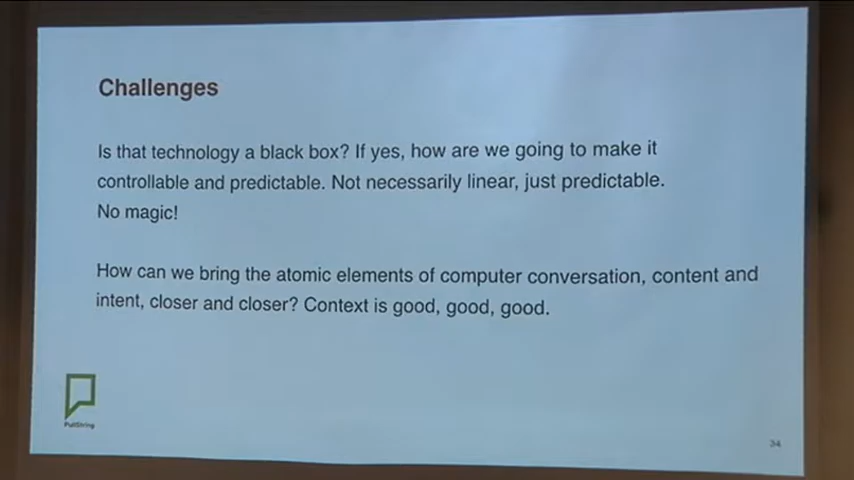 Challenges
Is that technology a black box? If yes, how are we going to make it
controllable and predictable. Not necessarily linear, just predictable.
No magic!
How can we bring the atomic elements of computer conversation, content and
intent, closer and closer? Context is good, good, good.
PullString
34